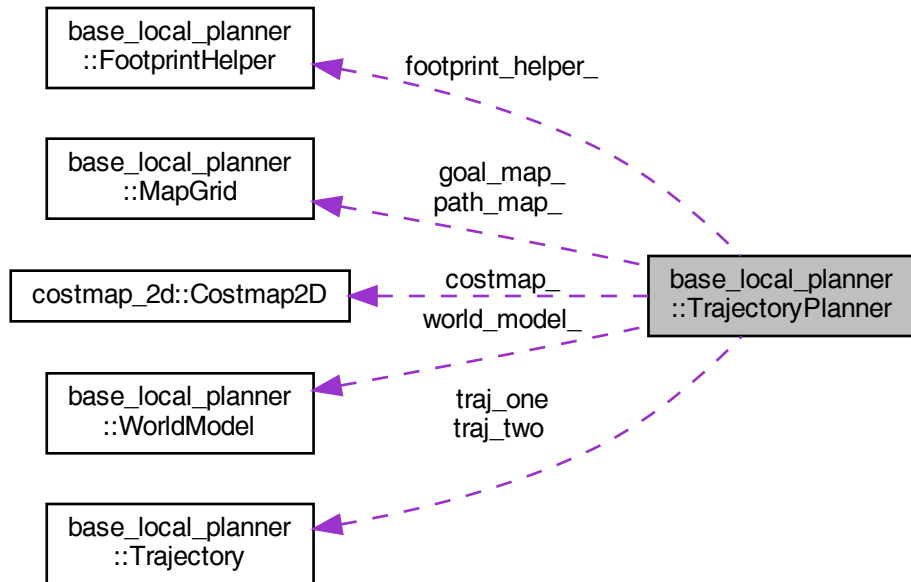 base_local_planner
::FootprintHelper
footprint_helper_
base_local_planner
::MapGrid
goal_map_
path_map_
costmap_2d::Costmap2D
costmap_
base_local_planner
::TrajectoryPlanner
world_model_
base_local_planner
::WorldModel
traj_one
traj_two
base_local_planner
::Trajectory